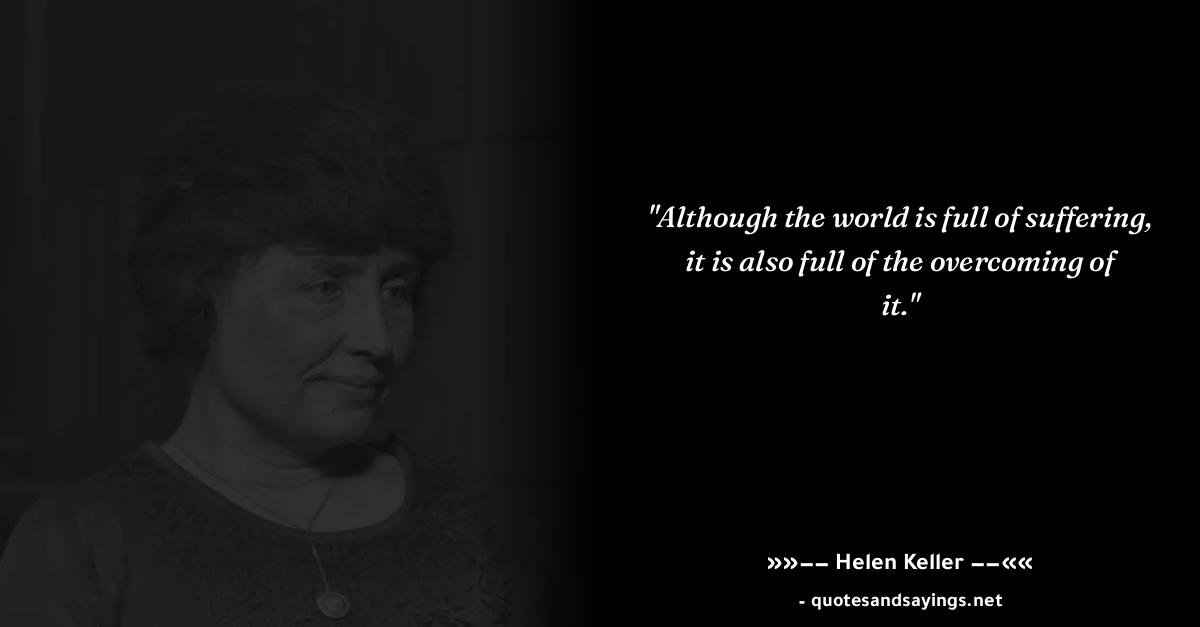 "Although the world is full of suffering,
it is also full of the overcoming of
it."
»»−− Helen Keller −−««
- quotesandsayings.net